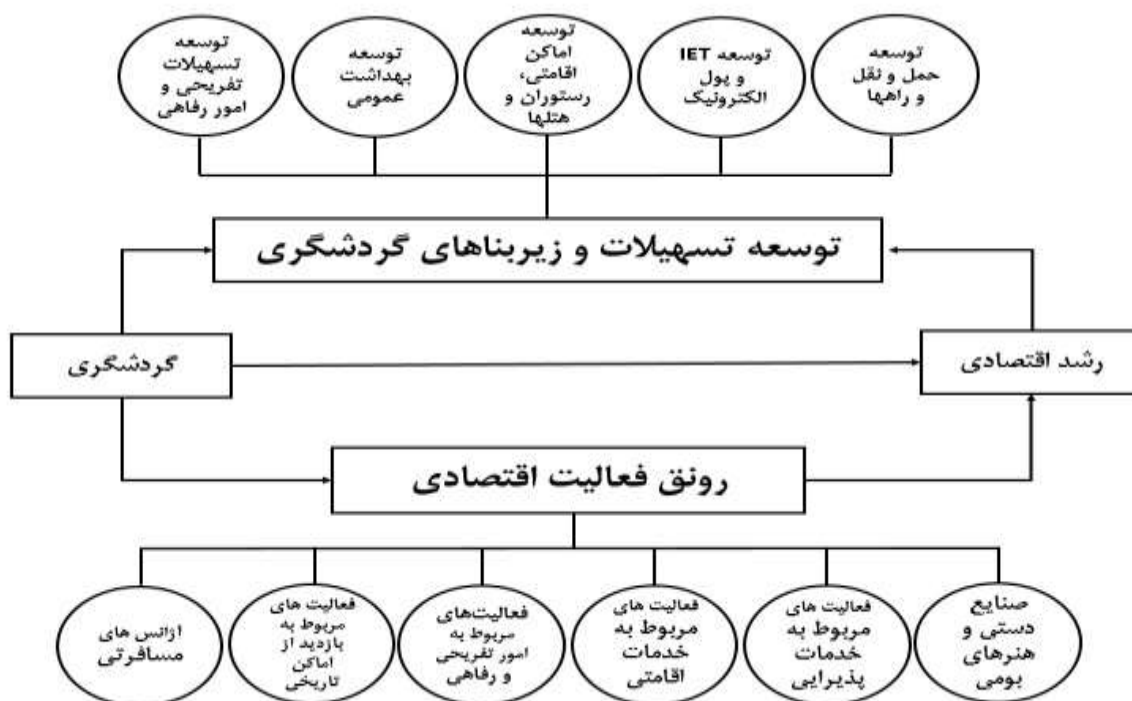 توسعه
حمل و نقل
و راهها
توسعه IET
و پول
الکترونیک
توسعه
اماکن
اقامتی،
رستوران و
هتلها
توسعه
بهداشت
عمومی
توسعه
تسهیلات
تفریحی و
امور رفاهی
توسعه تسهیلات و زیربناهای گردشگری
رشد اقتصادی
گردشگری
رونق فعالیت اقتصادی
صنایع
دستی و
هنرهای
بومی
فعالیت های
مربوط به
خدمات
پذیرایی
فعالیت های
مربوط به
خدمات
اقامتی
فعالیت‌های
مربوط به
امور تفریحی
و رفاهی
فعالیت های
مربوط به
بازدید از
اماکن
تاریخی
اژانس های
مسافرتی